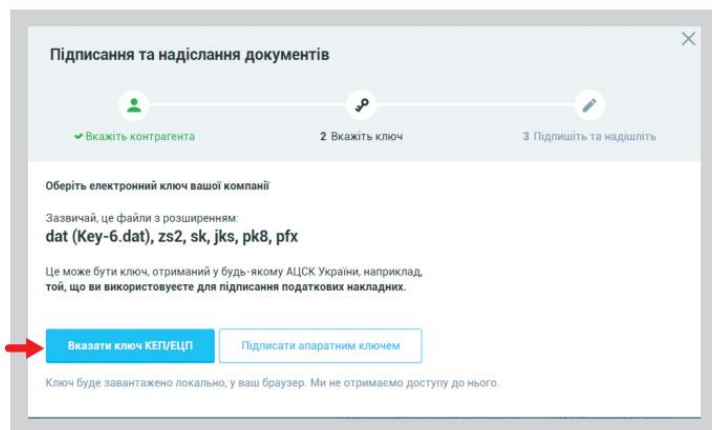 Підписання та надіслання документів
✔ Вкажіть контрагента
2 Вкажіть ключ
3 Підпишіть та надішліть
Оберіть електронний ключ вашої компанії
Зазвичай, це файли з розширенням:
dat (Key-6.dat), zs2, sk, jks, pk8, pfx
Це може бути ключ, отриманий у будь-якому АЦСК України, наприклад,
той, що ви використовуєте для підписання податкових накладних.
Вказати ключ КЕП/ЕЦП
Підписати апаратним ключем
Ключ буде завантажено локально, у ваш браузер. Ми не отримаємо доступу до нього.